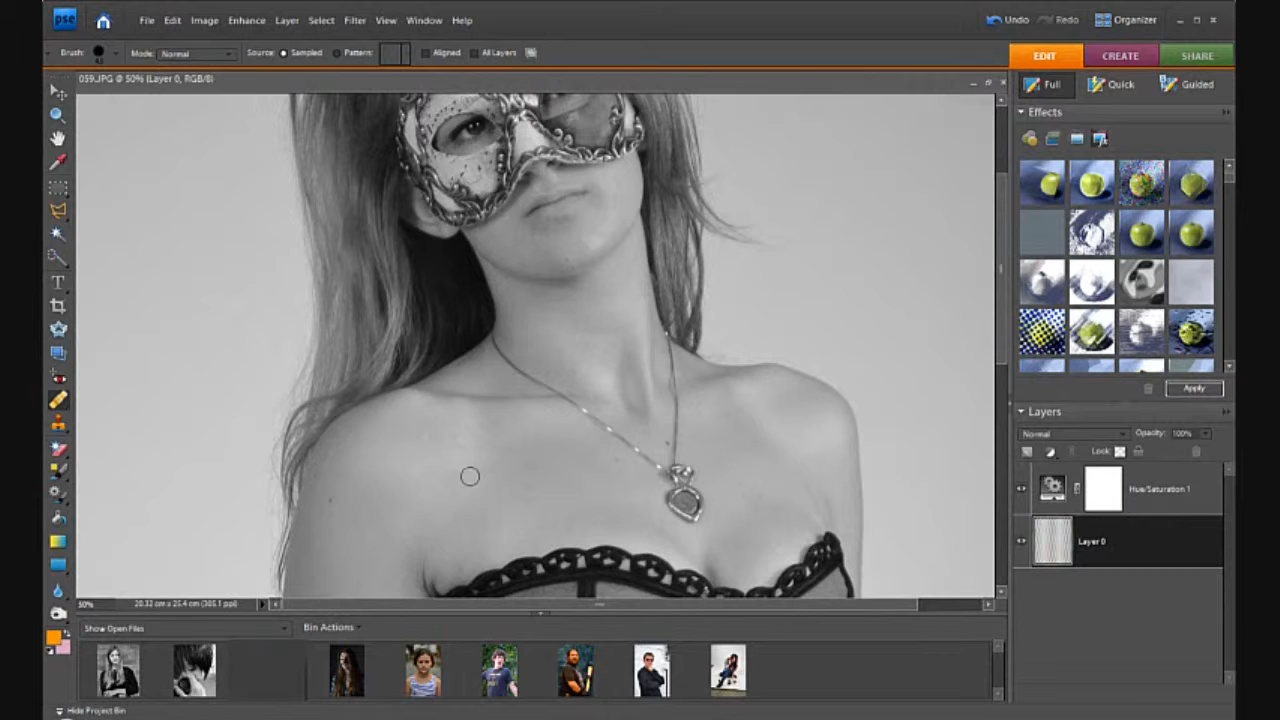 pse File Edit Image Enhance Layer Select Filter View Window Help Undo Redo Organizer
Brush: Mode: Normal Source: Sampled Pattern: Aligned All Layers
EDIT CREATE SHARE
059.JPG @ 50% (Layer 0, RGB/8)
Full Quick Guided
Effects
Apply
Layers
Normal Opacity: 100%
Lock:
Hue/Saturation 1
Layer 0
50% 20.32 cm x 25.4 cm (305.1 ppi)
Show Open Files Bin Actions
Hide Project Bin